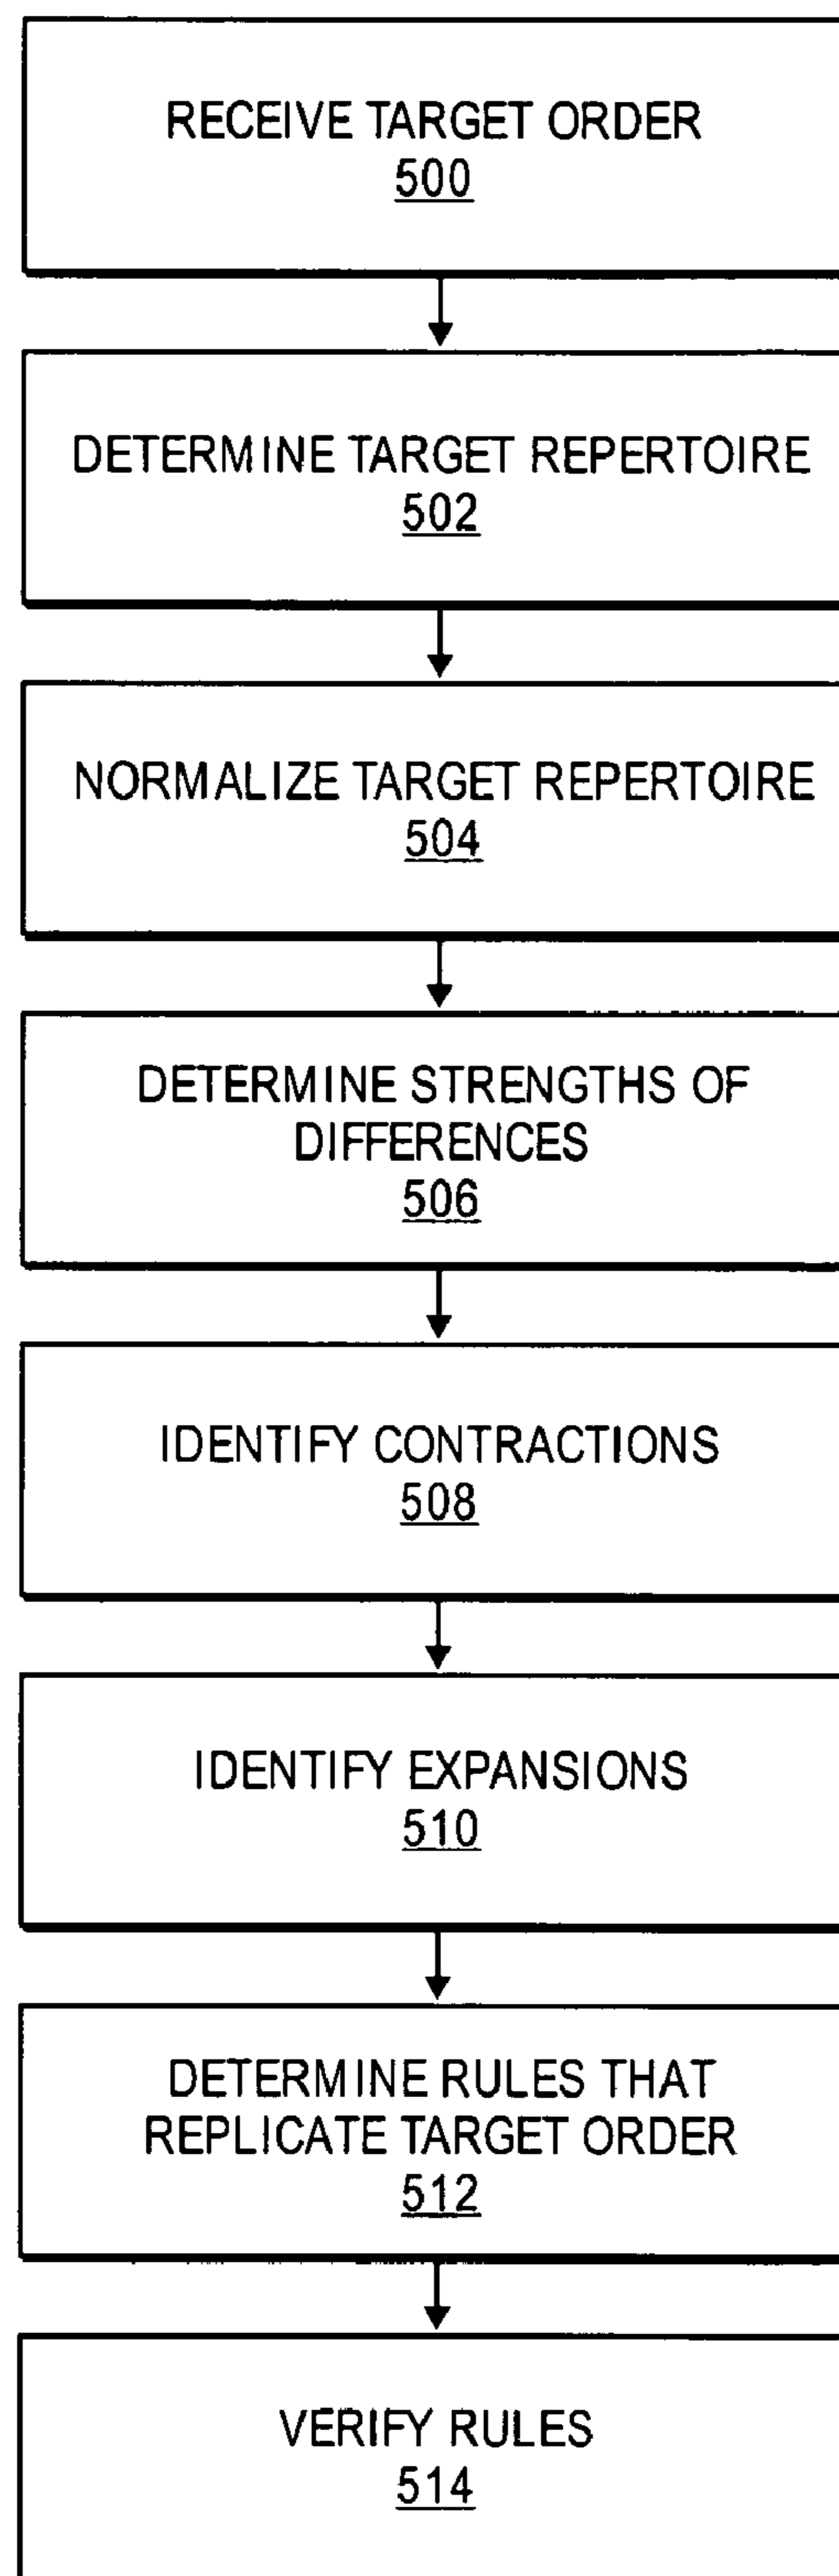 RECEIVE TARGET ORDER
500
DETERMINE TARGET REPERTOIRE
502
NORMALIZE TARGET REPERTOIRE
504
DETERMINE STRENGTHS OF
DIFFERENCES
506
IDENTIFY CONTRACTIONS
508
IDENTIFY EXPANSIONS
510
DETERMINE RULES THAT
REPLICATE TARGET ORDER
512
VERIFY RULES
514